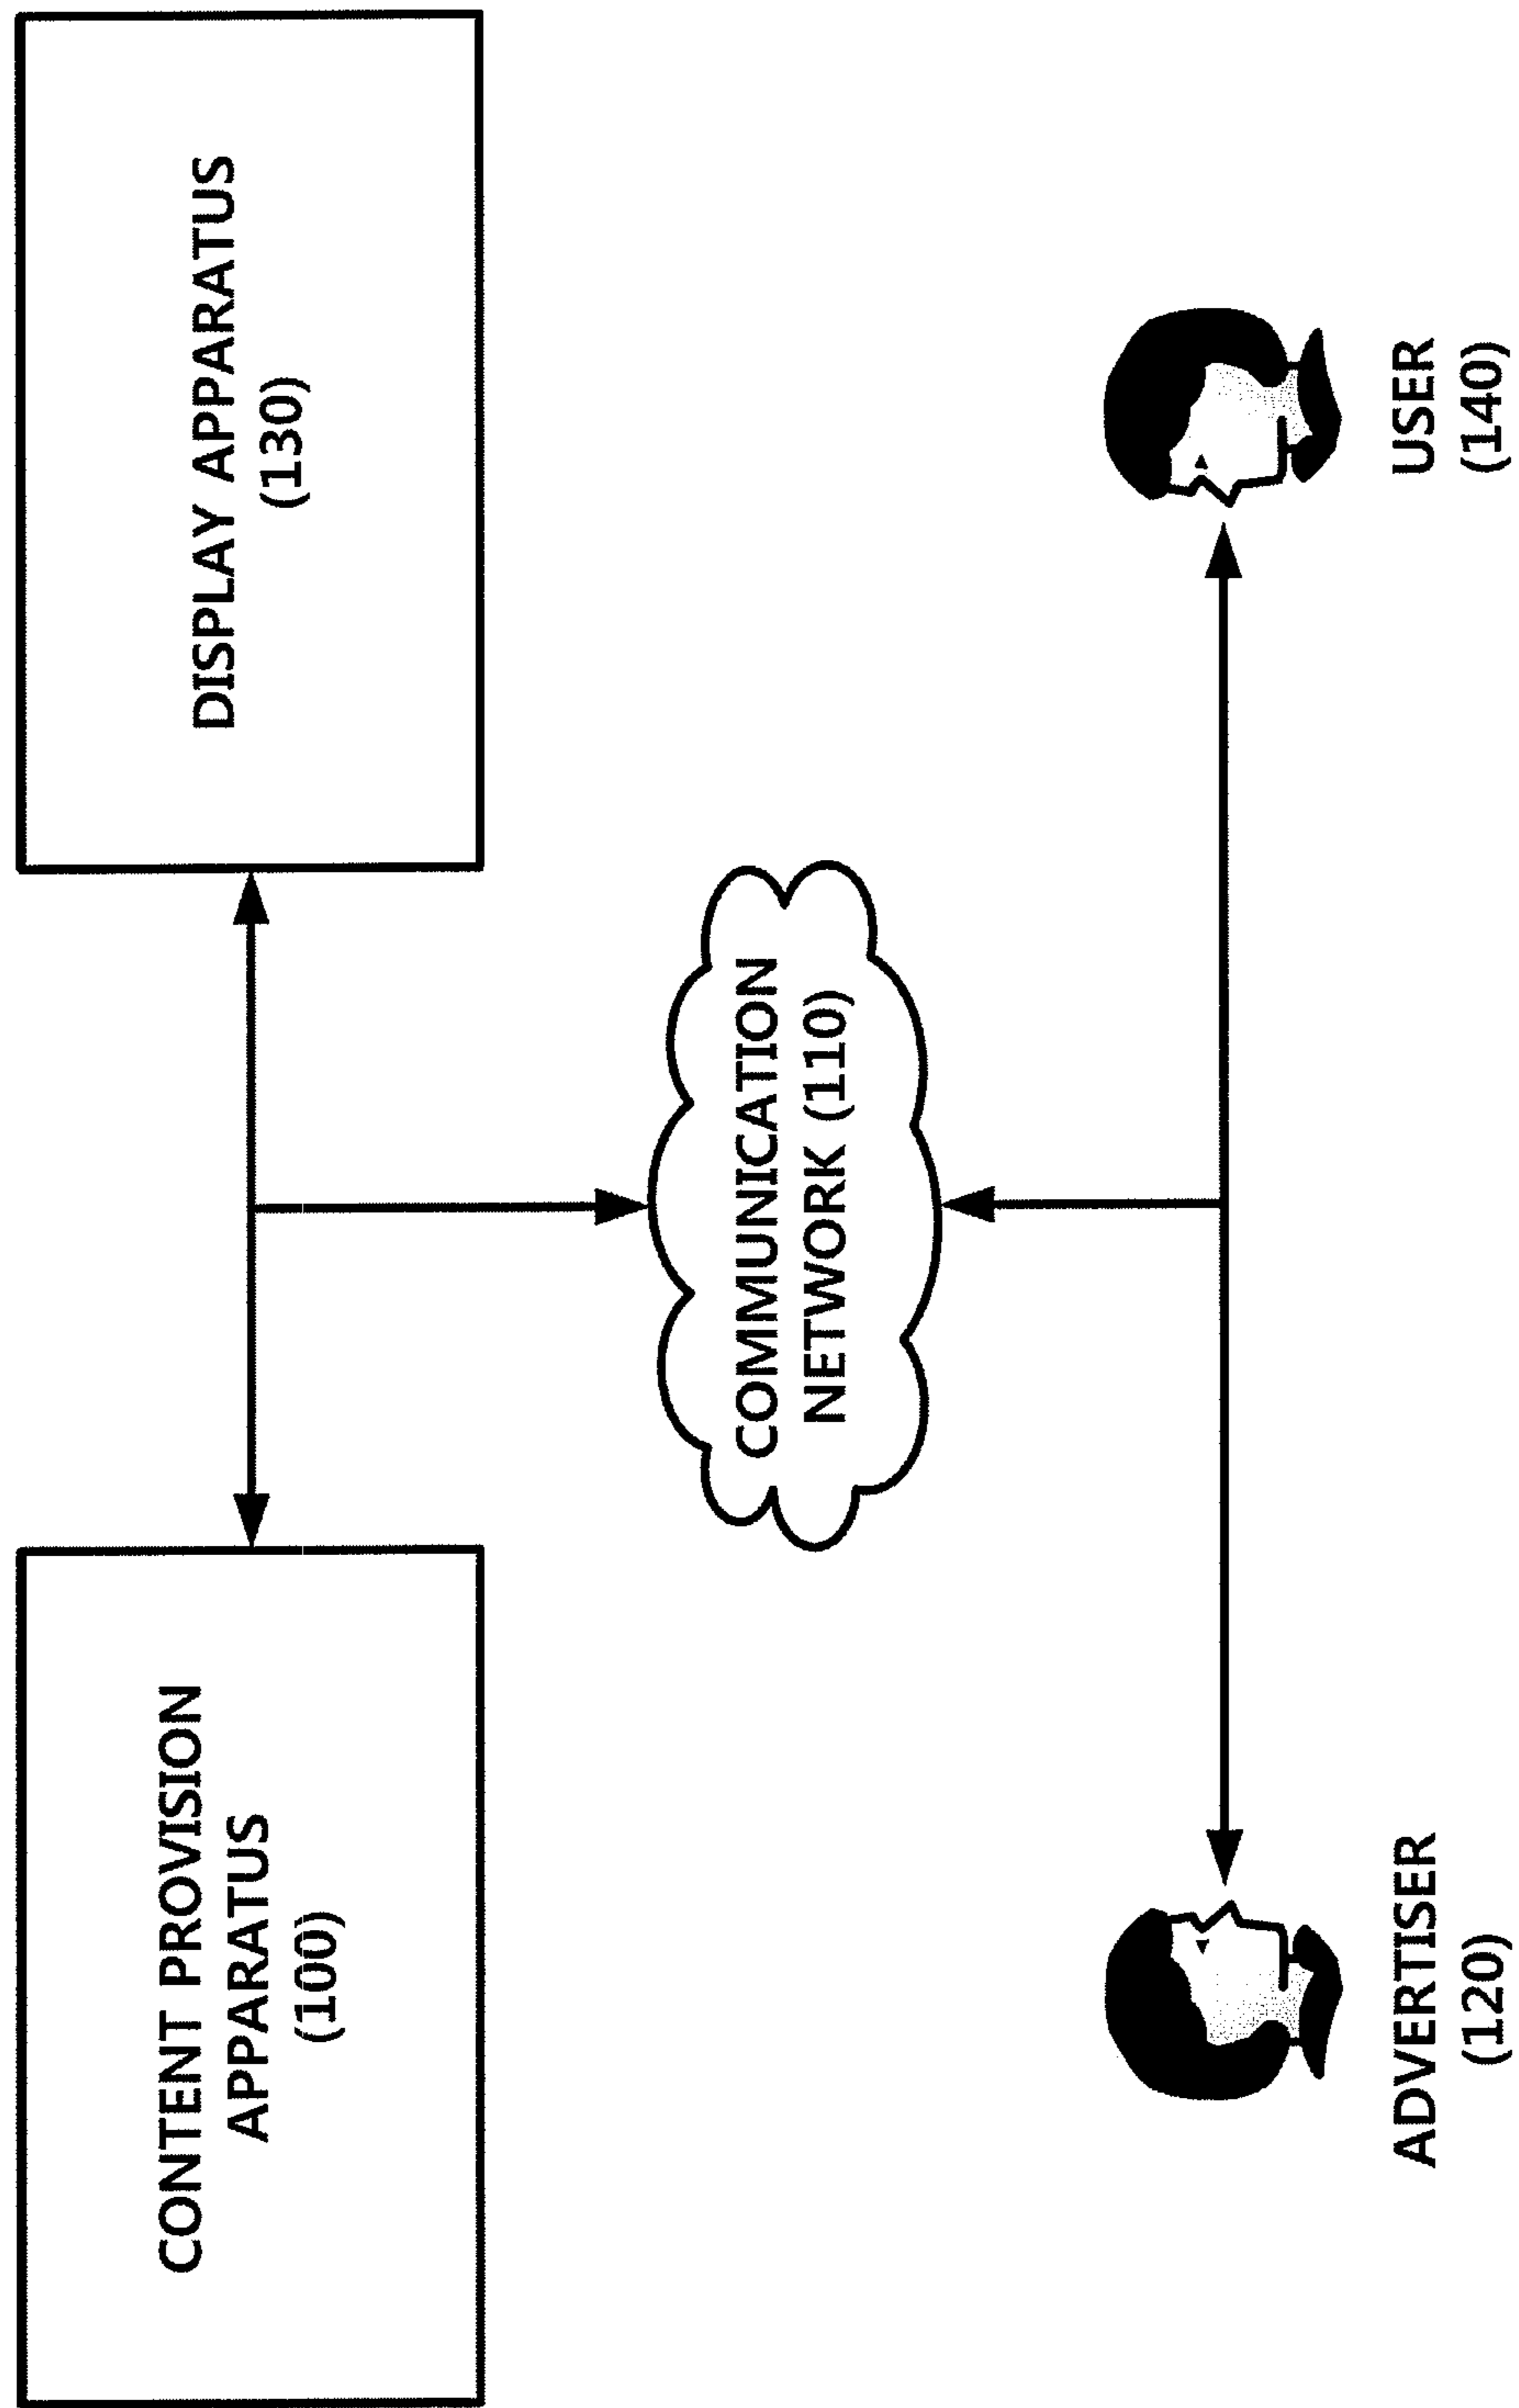 CONTENT PROVISION
APPARATUS
(100)
DISPLAY APPARATUS
(130)
COMMUNICATION
NETWORK (110)
ADVERTISER
(120)
USER
(140)